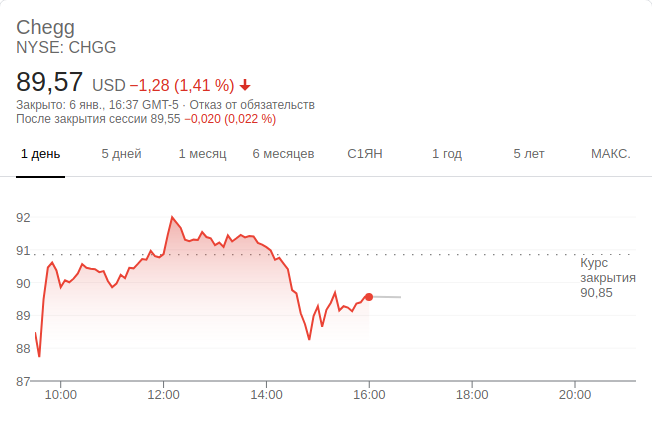 Chegg
NYSE: CHGG
89,57 USD −1,28 (1,41 %)
Закрыто: 6 янв., 16:37 GMT-5 · Отказ от обязательств
После закрытия сессии 89,55 −0,020 (0,022 %)
1 день 5 дней 1 месяц 6 месяцев С1ЯН 1 год 5 лет МАКС.
92
91
Курс
закрытия
90,85
90
89
88
87
10:00 12:00 14:00 16:00 18:00 20:00